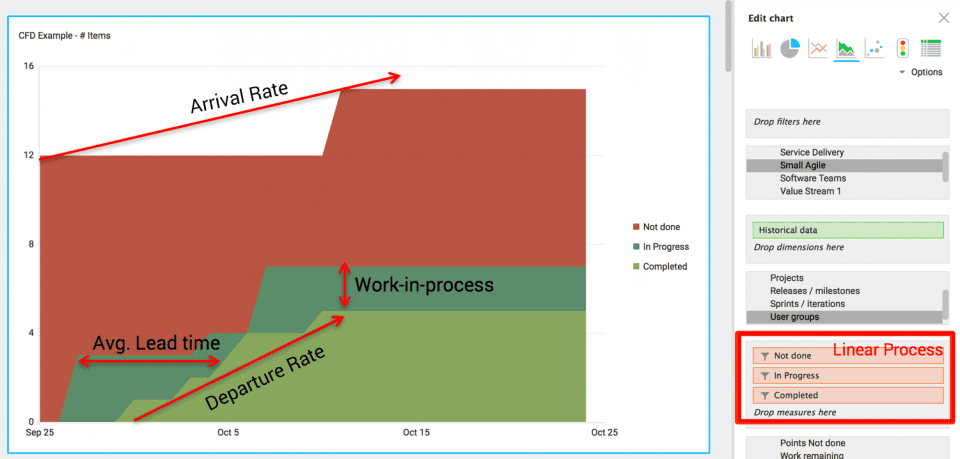 CFD Example - # Items
16
12
8
4
0
Sep 25
Oct 5
Oct 15
Oct 25
Arrival Rate
Avg. Lead time
Departure Rate
Work-in-process
Not done
In Progress
Completed
Edit chart
Options
Drop filters here
Service Delivery
Small Agile
Software Teams
Value Stream 1
Historical data
Drop dimensions here
Projects
Releases / milestones
Sprints / iterations
User groups
Linear Process
Not done
In Progress
Completed
Drop measures here
Points Not done
Work remaining